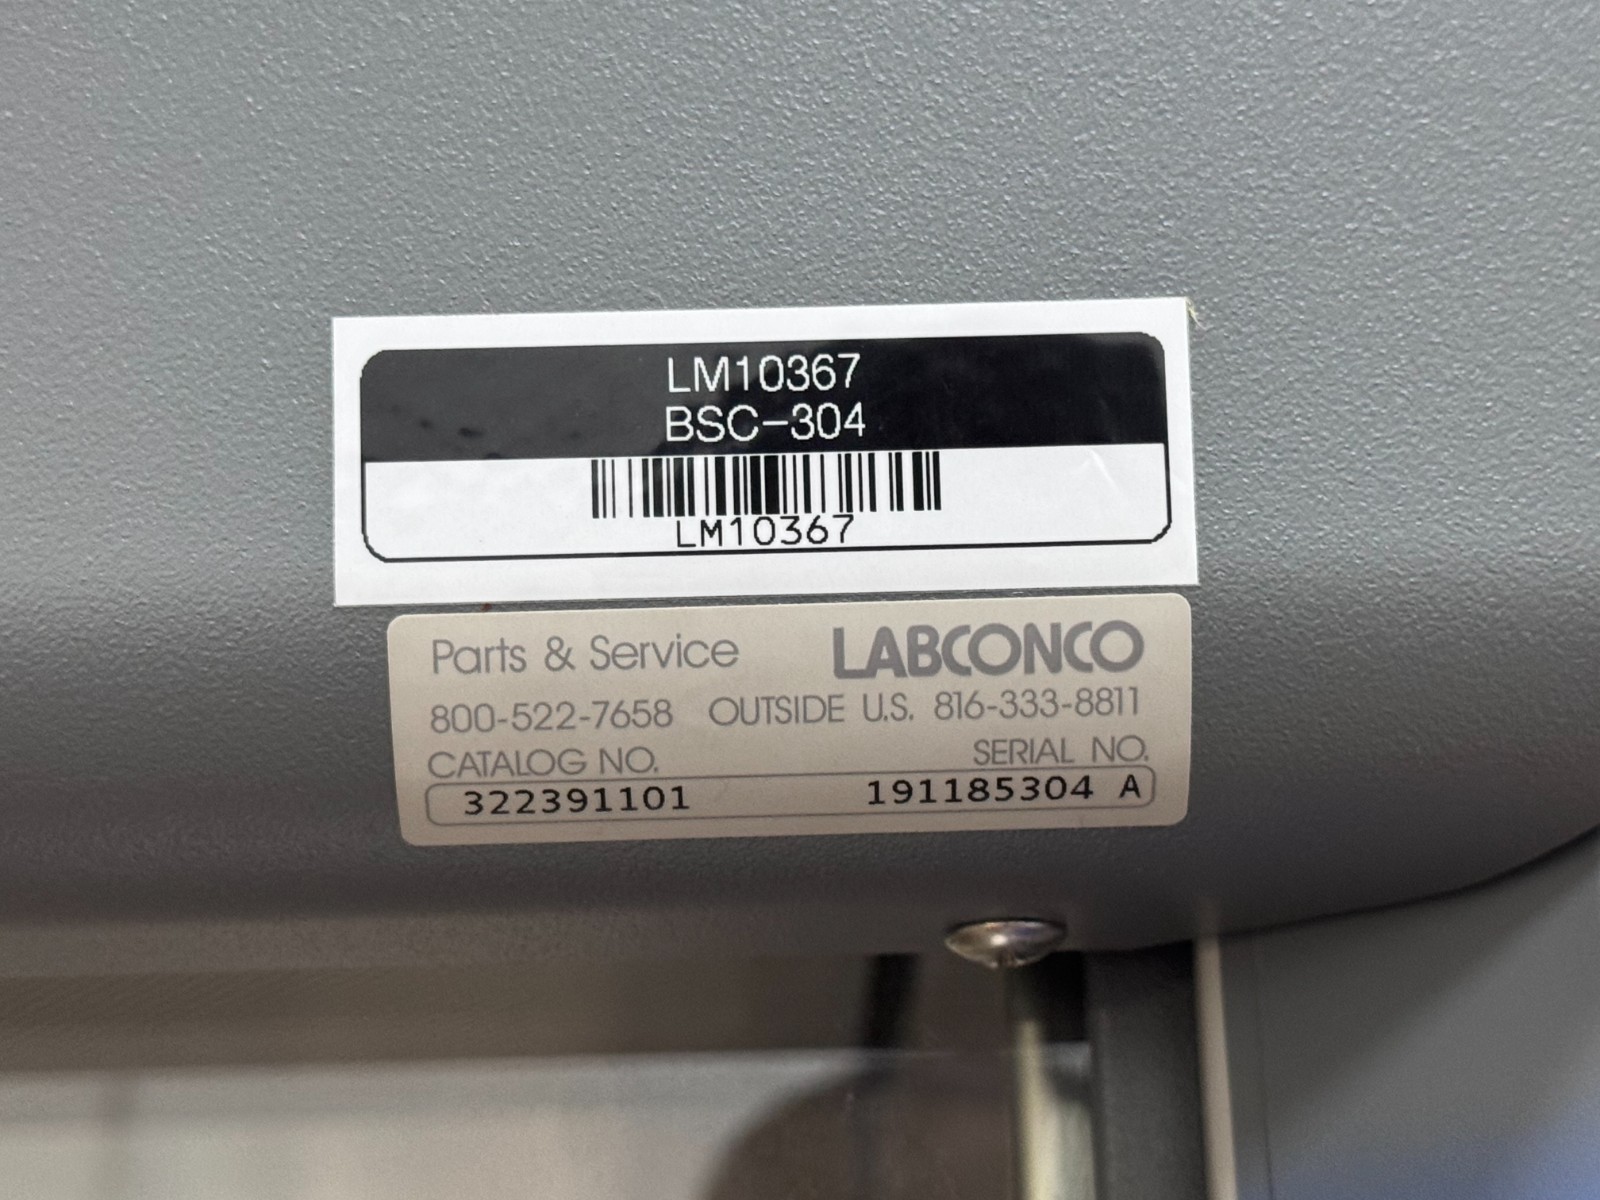 LM10367
BSC-304
LM10367
Parts & Service LABCONCO
800-522-7658 OUTSIDE U.S. 816-333-8811
CATALOG NO. SERIAL NO.
322391101 191185304 A